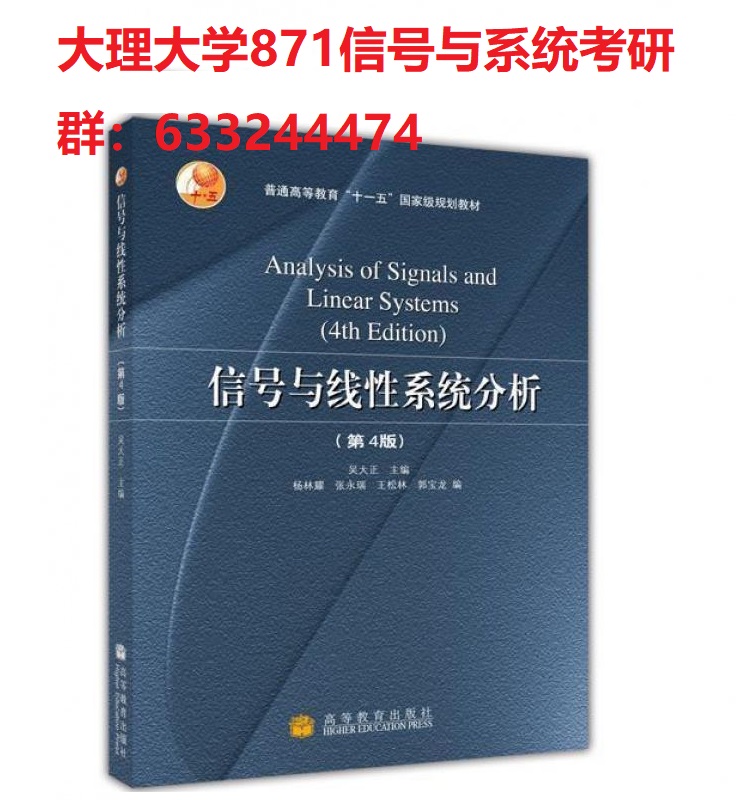 大理大学871信号与系统考研
群：633244474
十·五
普通高等教育“十一五”国家级规划教材
Analysis of Signals and
Linear Systems
(4th Edition)
信号与线性系统分析
（第4版）
吴大正 主编
杨林耀 张永瑞 王松林 郭宝龙 编
高等教育出版社
HIGHER EDUCATION PRESS
信号与线性系统分析
（第4版）
吴大正 主编
高等教育出版社
Higher Education Press